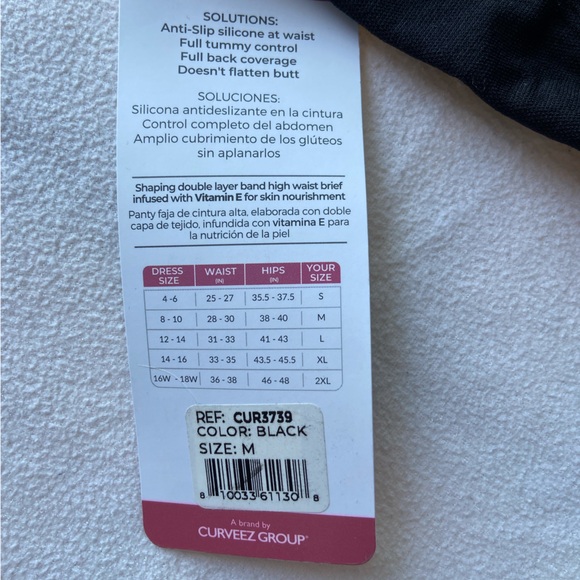 SOLUTIONS:
Anti-Slip silicone at waist
Full tummy control
Full back coverage
Doesn't flatten butt
SOLUCIONES:
Silicona antideslizante en la cintura
Control completo del abdomen
Amplio cubrimiento de los glúteos
sin aplanarlos
Shaping double layer band high waist brief
infused with Vitamin E for skin nourishment
Panty faja de cintura alta, elaborada con doble
capa de tejido, infundida con vitamina E para
la nutrición de la piel
DRESS SIZE WAIST (IN) HIPS (IN) YOUR SIZE
4 -6 25 - 27 35.5 - 37.5 S
8 - 10 28 - 30 38 - 40 M
12 - 14 31 - 33 41 - 43 L
14 - 16 33 - 35 43.5 - 45.5 XL
16W - 18W 36 - 38 46 - 48 2XL
REF: CUR3739
COLOR: BLACK
SIZE: M
8 10033 61130 8
A brand by
CURVEEZ GROUP®